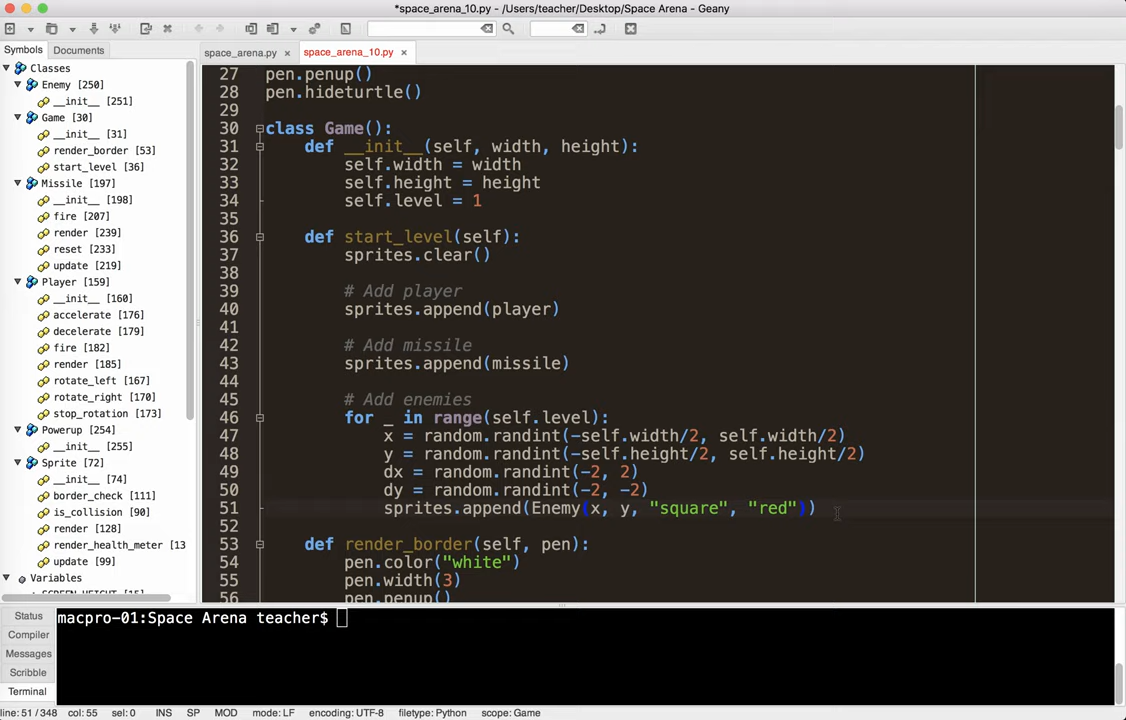 *space_arena_10.py - /Users/teacher/Desktop/Space Arena - Geany
Symbols Documents
space_arena.py × space_arena_10.py ×
Classes
Enemy [250]
__init__ [251]
Game [30]
__init__ [31]
render_border [53]
start_level [36]
Missile [197]
__init__ [198]
fire [207]
render [239]
reset [233]
update [219]
Player [159]
__init__ [160]
accelerate [176]
decelerate [179]
fire [182]
render [185]
rotate_left [167]
rotate_right [170]
stop_rotation [173]
Powerup [254]
__init__ [255]
Sprite [72]
__init__ [74]
border_check [111]
is_collision [90]
render [128]
render_health_meter [13
update [99]
Variables
27 pen.penup()
28 pen.hideturtle()
29
30 class Game():
31 def __init__(self, width, height):
32 self.width = width
33 self.height = height
34 self.level = 1
35
36 def start_level(self):
37 sprites.clear()
38
39 # Add player
40 sprites.append(player)
41
42 # Add missile
43 sprites.append(missile)
44
45 # Add enemies
46 for _ in range(self.level):
47 x = random.randint(-self.width/2, self.width/2)
48 y = random.randint(-self.height/2, self.height/2)
49 dx = random.randint(-2, 2)
50 dy = random.randint(-2, -2)
51 sprites.append(Enemy(x, y, "square", "red"))
52
53 def render_border(self, pen):
54 pen.color("white")
55 pen.width(3)
56 pen.penup()
Status
Compiler
Messages
Scribble
Terminal
macpro-01:Space Arena teacher$
line: 51 / 348 col: 55 sel: 0 INS SP MOD mode: LF encoding: UTF-8 filetype: Python scope: Game